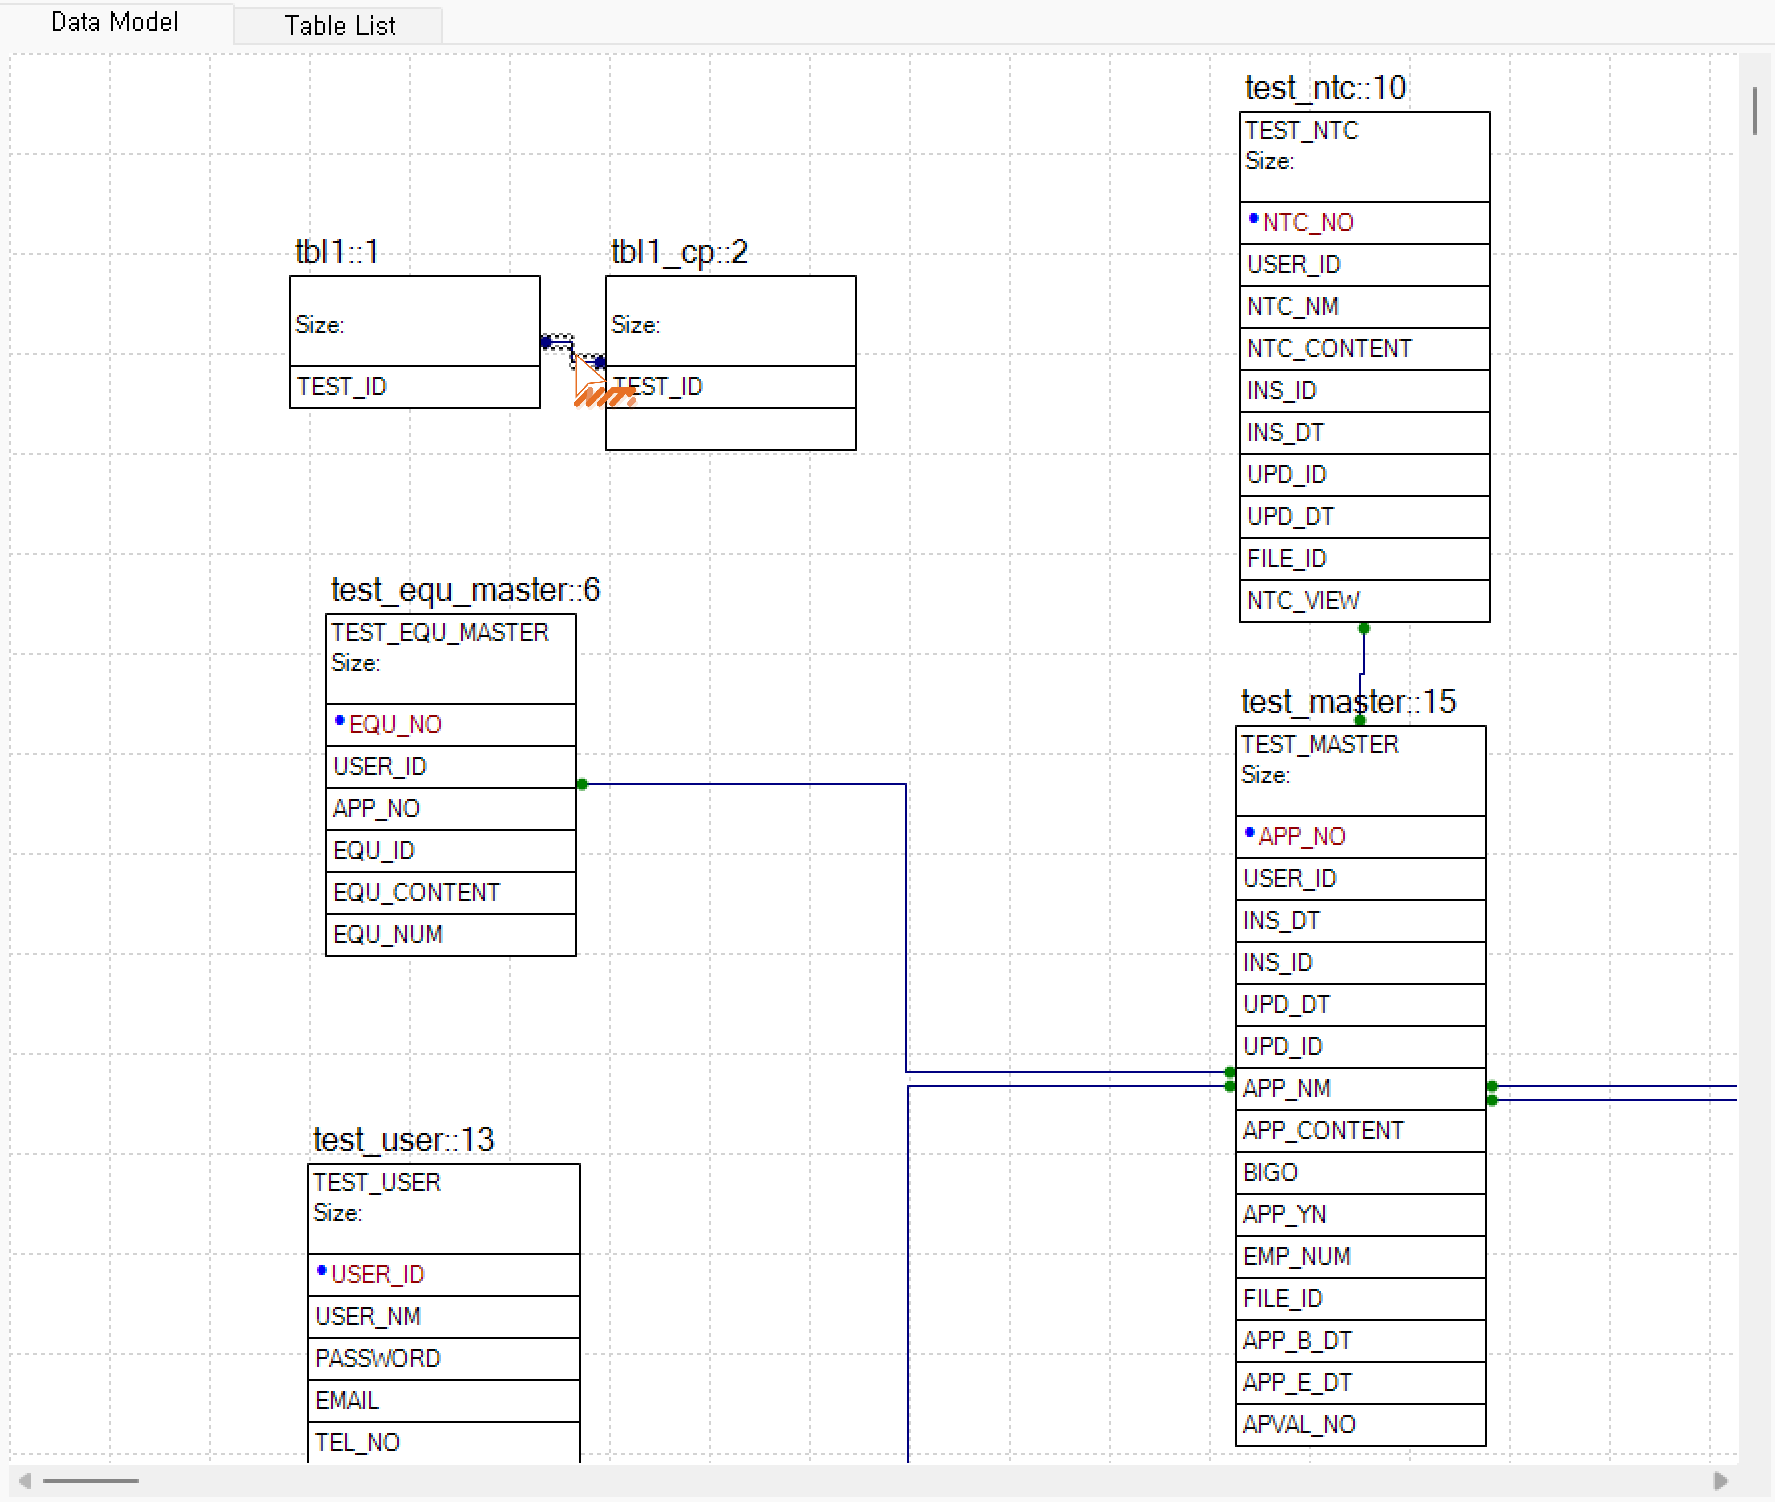 Data Model
Table List
tbl1::1
Size:
TEST_ID
tbl1_cp::2
Size:
TEST_ID
test_ntc::10
TEST_NTC
Size:
NTC_NO
USER_ID
NTC_NM
NTC_CONTENT
INS_ID
INS_DT
UPD_ID
UPD_DT
FILE_ID
NTC_VIEW
test_equ_master::6
TEST_EQU_MASTER
Size:
EQU_NO
USER_ID
APP_NO
EQU_ID
EQU_CONTENT
EQU_NUM
test_master::15
TEST_MASTER
Size:
APP_NO
USER_ID
INS_DT
INS_ID
UPD_DT
UPD_ID
APP_NM
APP_CONTENT
BIGO
APP_YN
EMP_NUM
FILE_ID
APP_B_DT
APP_E_DT
APVAL_NO
test_user::13
TEST_USER
Size:
USER_ID
USER_NM
PASSWORD
EMAIL
TEL_NO